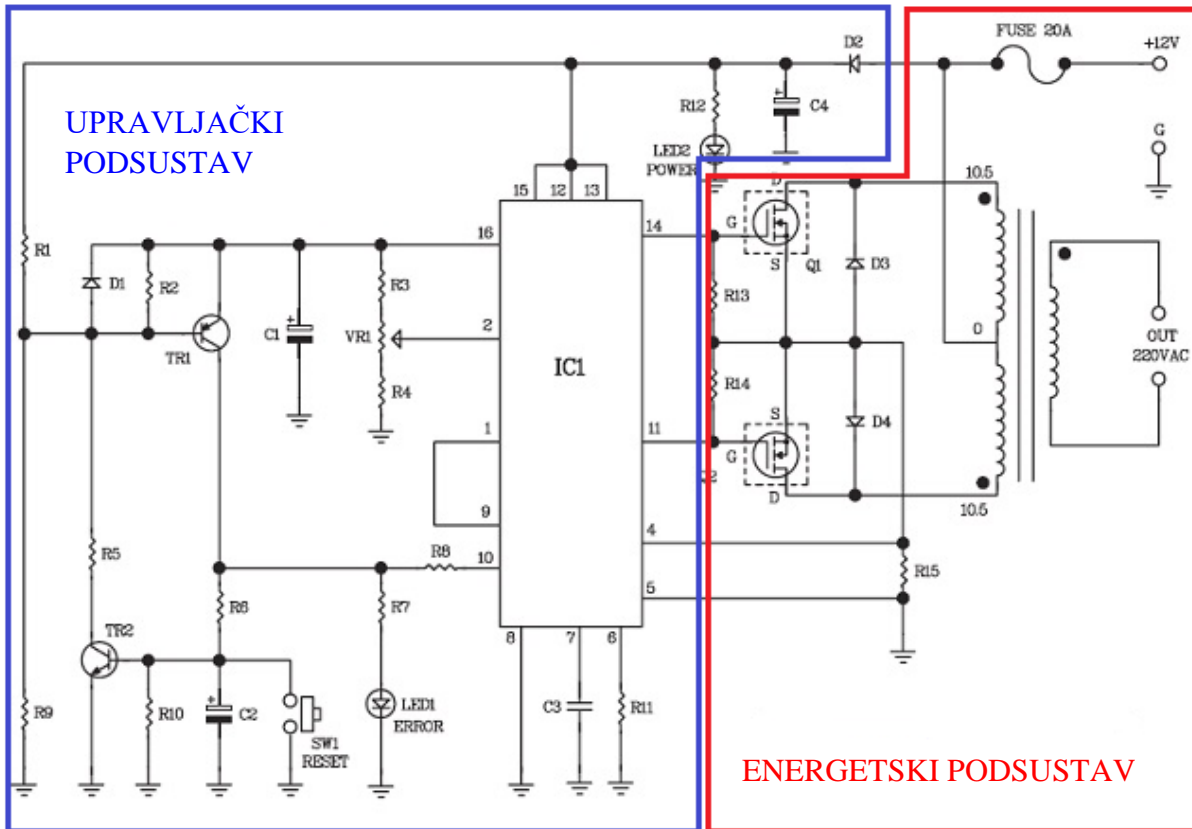 FUSE 20A
+12V
D2
UPRAVLJAČKI
PODSUSTAV
R12
+
C4
G
LED2
POWER
15 12 13
D
10.5
16
14
G
S
Q1
R1
D1
R2
R3
D3
C1
+
VR1
2
R13
TR1
IC1
0
OUT
220VAC
R4
R14
1
11
S
G
D4
D
10.5
9
4
R5
R8
10
R15
R6
R7
5
TR2
8
7
6
R9
R10
+
C2
SW1
RESET
LED1
ERROR
C3
R11
ENERGETSKI PODSUSTAV